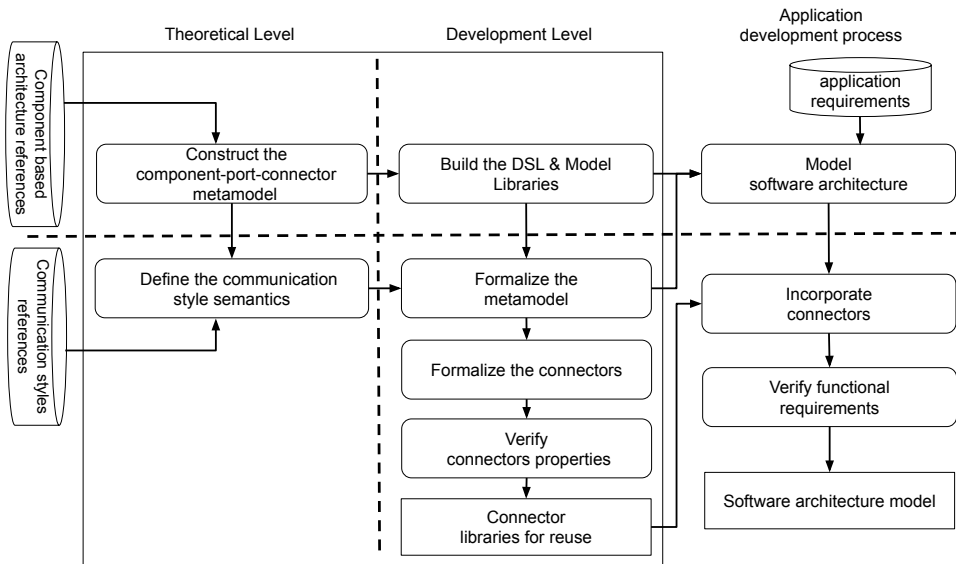 Theoretical Level
Development Level
Application
development process
Component based
architecture references
application
requirements
Construct the
component-port-connector
metamodel
Build the DSL & Model
Libraries
Model
software architecture
Communication styles
references
Define the communication
style semantics
Formalize the
metamodel
Incorporate
connectors
Formalize the connectors
Verify functional
requirements
Verify
connectors properties
Connector
libraries for reuse
Software architecture model